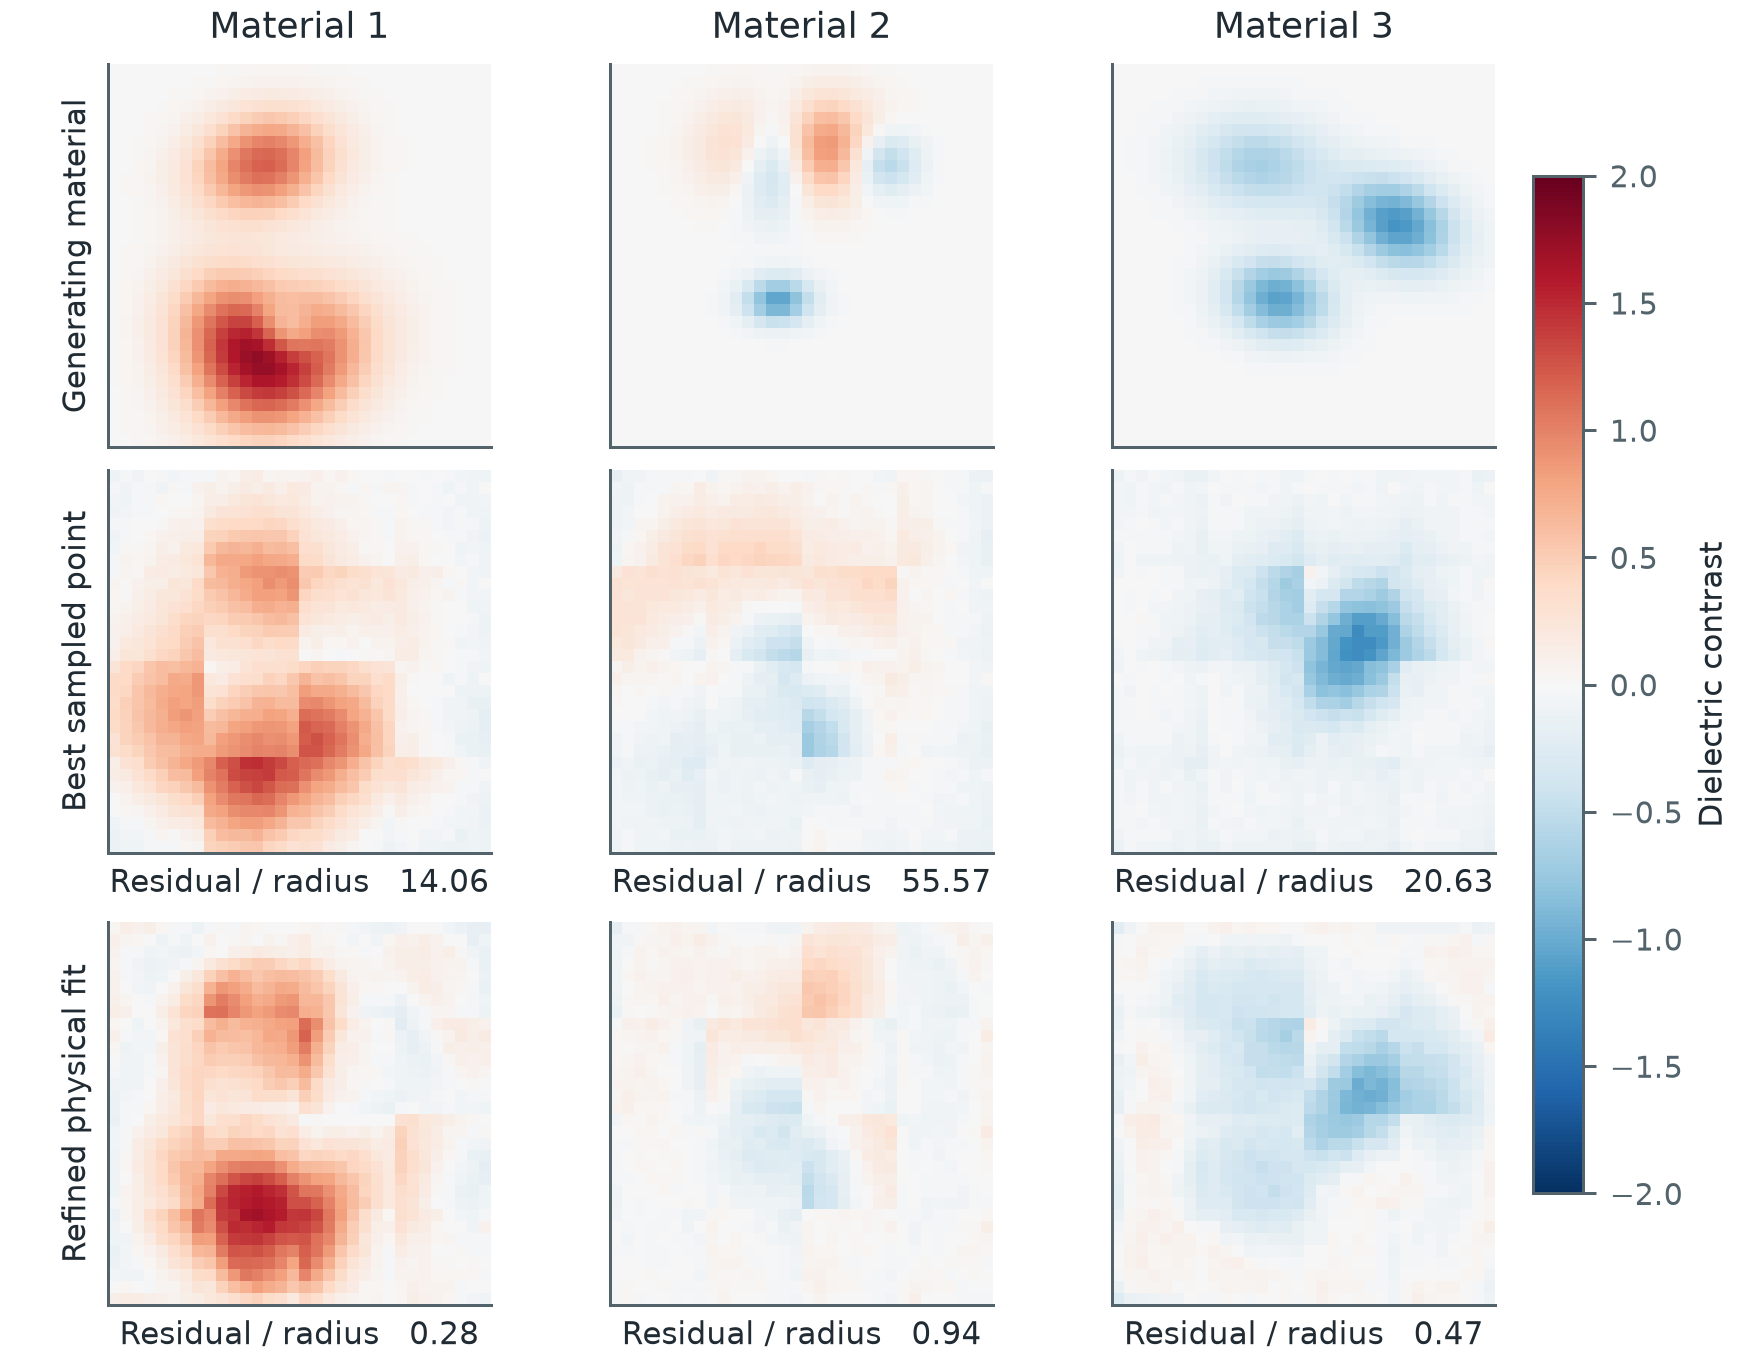 Material 1
Material 2
Material 3
Generating material
Best sampled point
Residual / radius 14.06
Residual / radius 55.57
Residual / radius 20.63
Refined physical fit
Residual / radius 0.28
Residual / radius 0.94
Residual / radius 0.47
2.0
1.5
1.0
0.5
0.0
−0.5
−1.0
−1.5
−2.0
Dielectric contrast